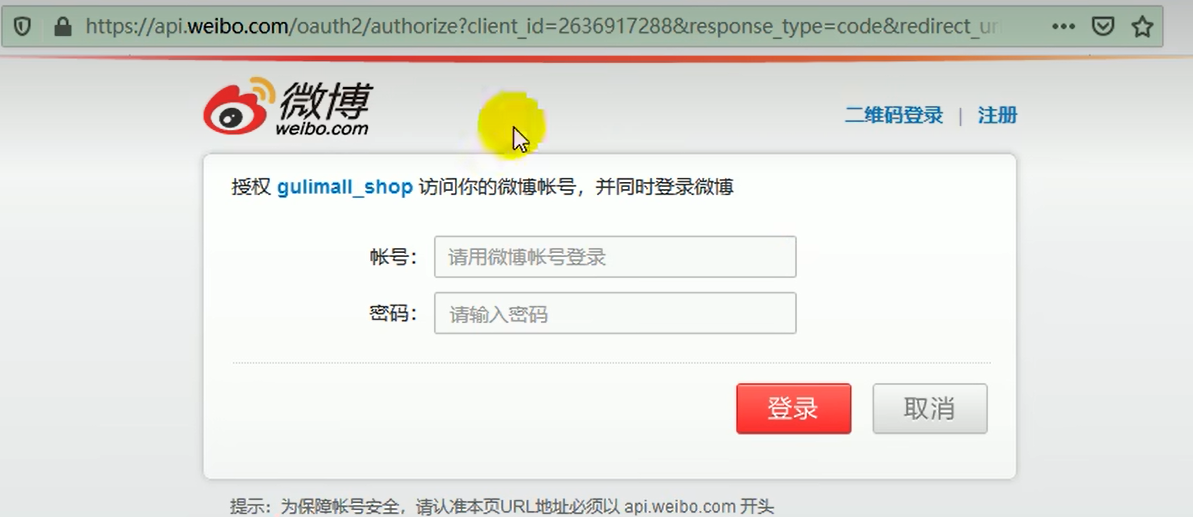 https://api.weibo.com/oauth2/authorize?client_id=2636917288&response_type=code&redirect_uri
微博
weibo.com
二维码登录 | 注册
授权 gulimall_shop 访问你的微博帐号，并同时登录微博
帐号： 请用微博帐号登录
密码： 请输入密码
登录 取消
提示：为保障帐号安全，请认准本页URL地址必须以 api.weibo.com 开头